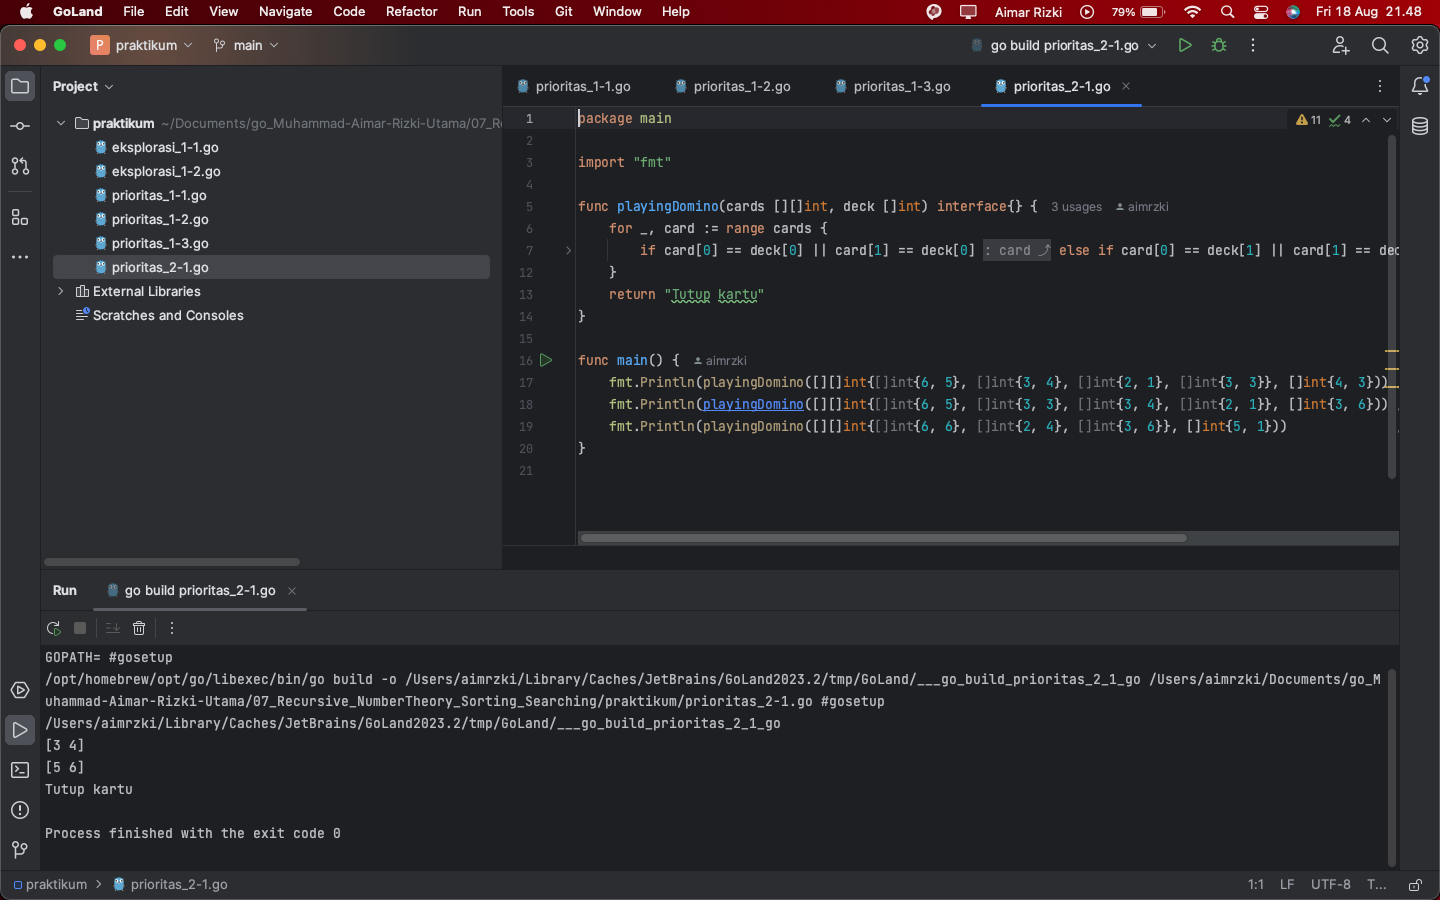 GoLand File Edit View Navigate Code Refactor Run Tools Git Window Help Aimar Rizki 79% Fri 18 Aug 21.48
P praktikum main go build prioritas_2-1.go
Project
praktikum ~/Documents/go_Muhammad-Aimar-Rizki-Utama/07_R
eksplorasi_1-1.go
eksplorasi_1-2.go
prioritas_1-1.go
prioritas_1-2.go
prioritas_1-3.go
prioritas_2-1.go
External Libraries
Scratches and Consoles
prioritas_1-1.go prioritas_1-2.go prioritas_1-3.go prioritas_2-1.go
11 4
1 package main
2
3 import "fmt"
4
5 func playingDomino(cards [][]int, deck []int) interface{} { 3 usages aimrzki
6 for _, card := range cards {
7 if card[0] == deck[0] || card[1] == deck[0] : card else if card[0] == deck[1] || card[1] == dec
12 }
13 return "Tutup kartu"
14 }
15
16 func main() { aimrzki
17 fmt.Println(playingDomino([][]int{[]int{6, 5}, []int{3, 4}, []int{2, 1}, []int{3, 3}}, []int{4, 3}))
18 fmt.Println(playingDomino([][]int{[]int{6, 5}, []int{3, 3}, []int{3, 4}, []int{2, 1}}, []int{3, 6}))
19 fmt.Println(playingDomino([][]int{[]int{6, 6}, []int{2, 4}, []int{3, 6}}, []int{5, 1}))
20 }
21
Run go build prioritas_2-1.go
GOPATH= #gosetup
/opt/homebrew/opt/go/libexec/bin/go build -o /Users/aimrzki/Library/Caches/JetBrains/GoLand2023.2/tmp/GoLand/___go_build_prioritas_2_1_go /Users/aimrzki/Documents/go_M
uhammad-Aimar-Rizki-Utama/07_Recursive_NumberTheory_Sorting_Searching/praktikum/prioritas_2-1.go #gosetup
/Users/aimrzki/Library/Caches/JetBrains/GoLand2023.2/tmp/GoLand/___go_build_prioritas_2_1_go
[3 4]
[5 6]
Tutup kartu
Process finished with the exit code 0
praktikum prioritas_2-1.go 1:1 LF UTF-8 T...